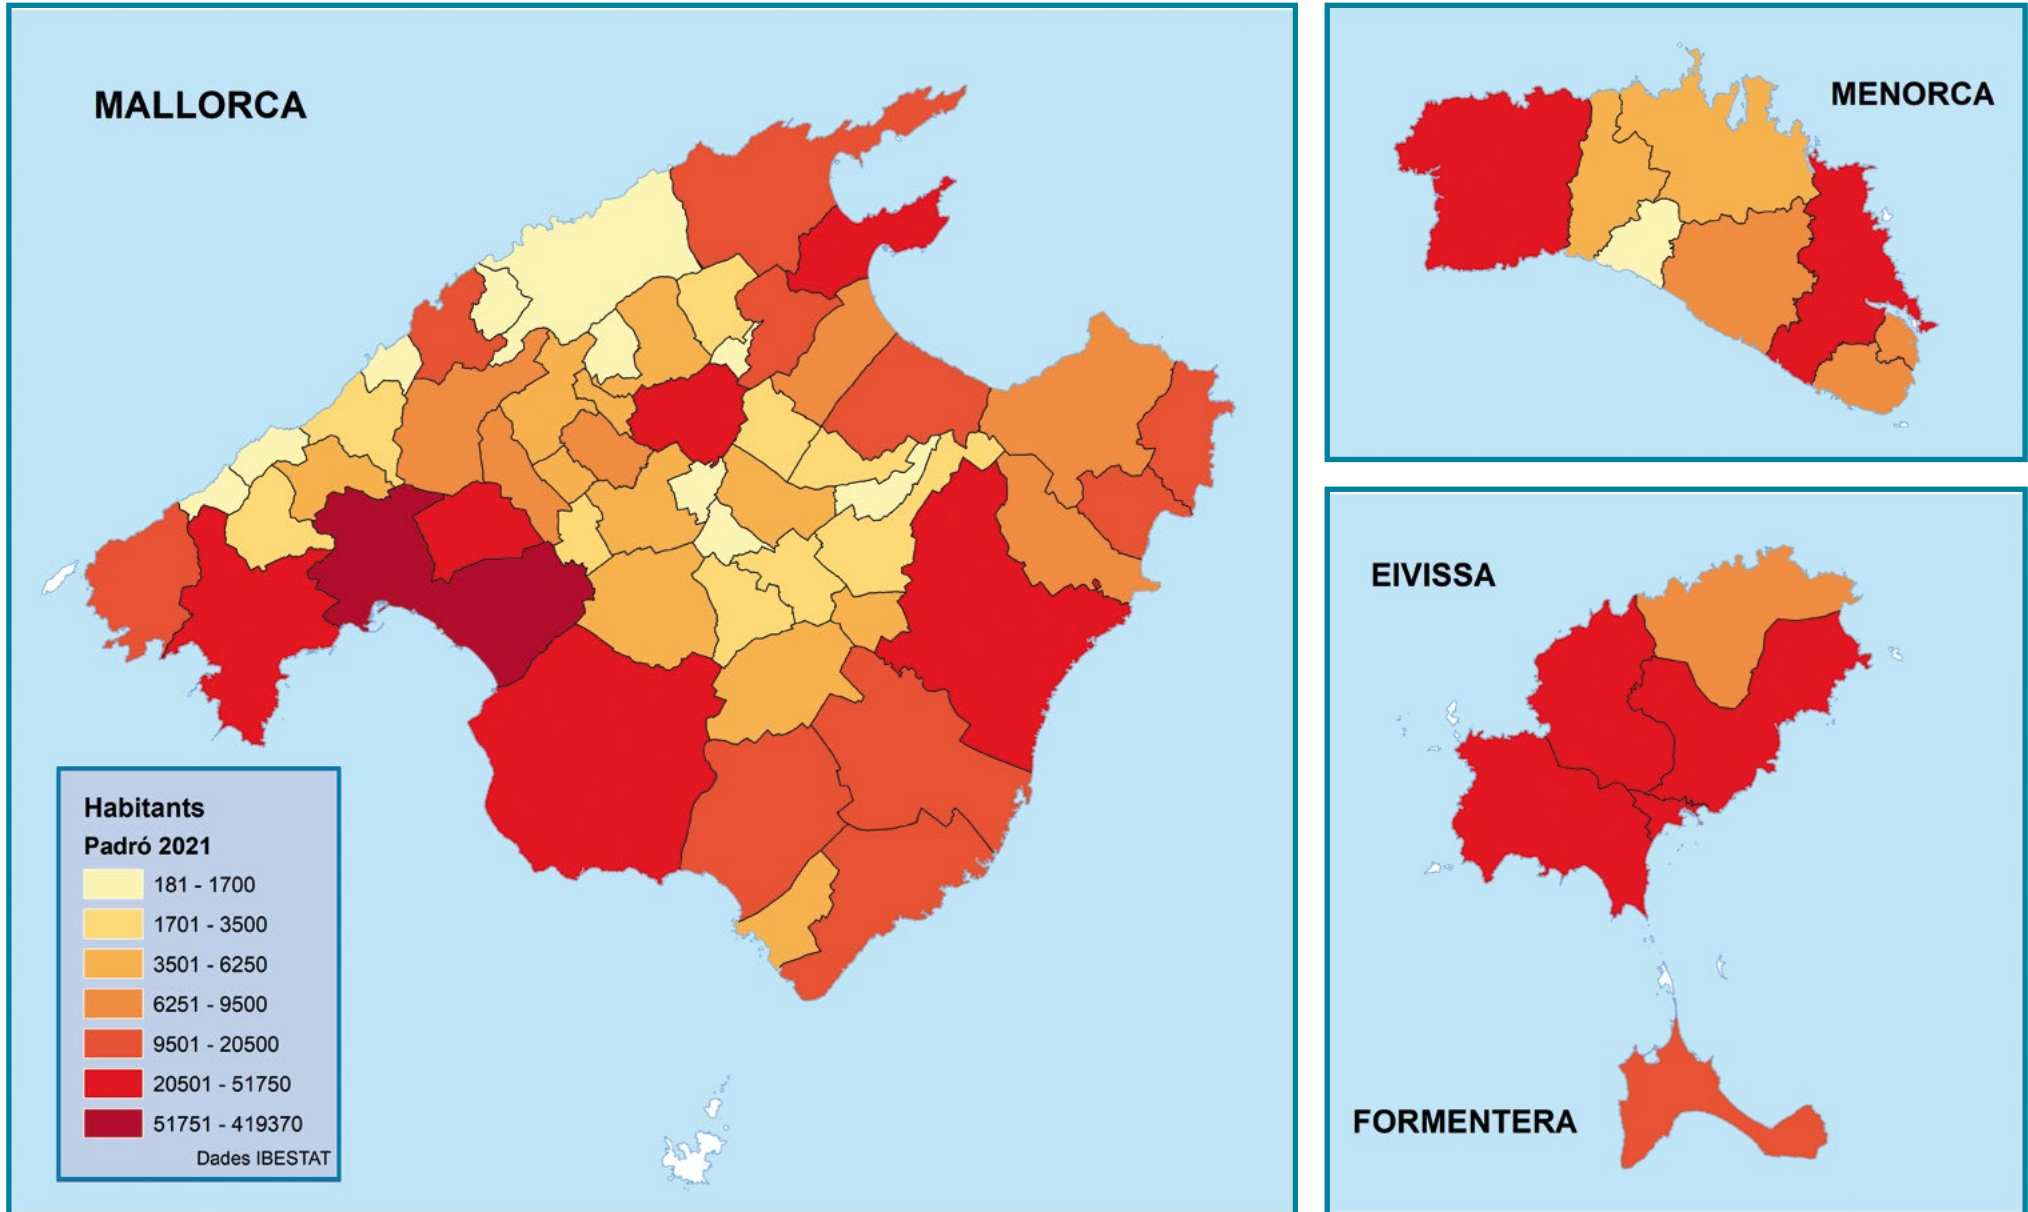 MALLORCA
Habitants
Padró 2021
181 - 1700
1701 - 3500
3501 - 6250
6251 - 9500
9501 - 20500
20501 - 51750
51751 - 419370
Dades IBESTAT
MENORCA
EIVISSA
FORMENTERA